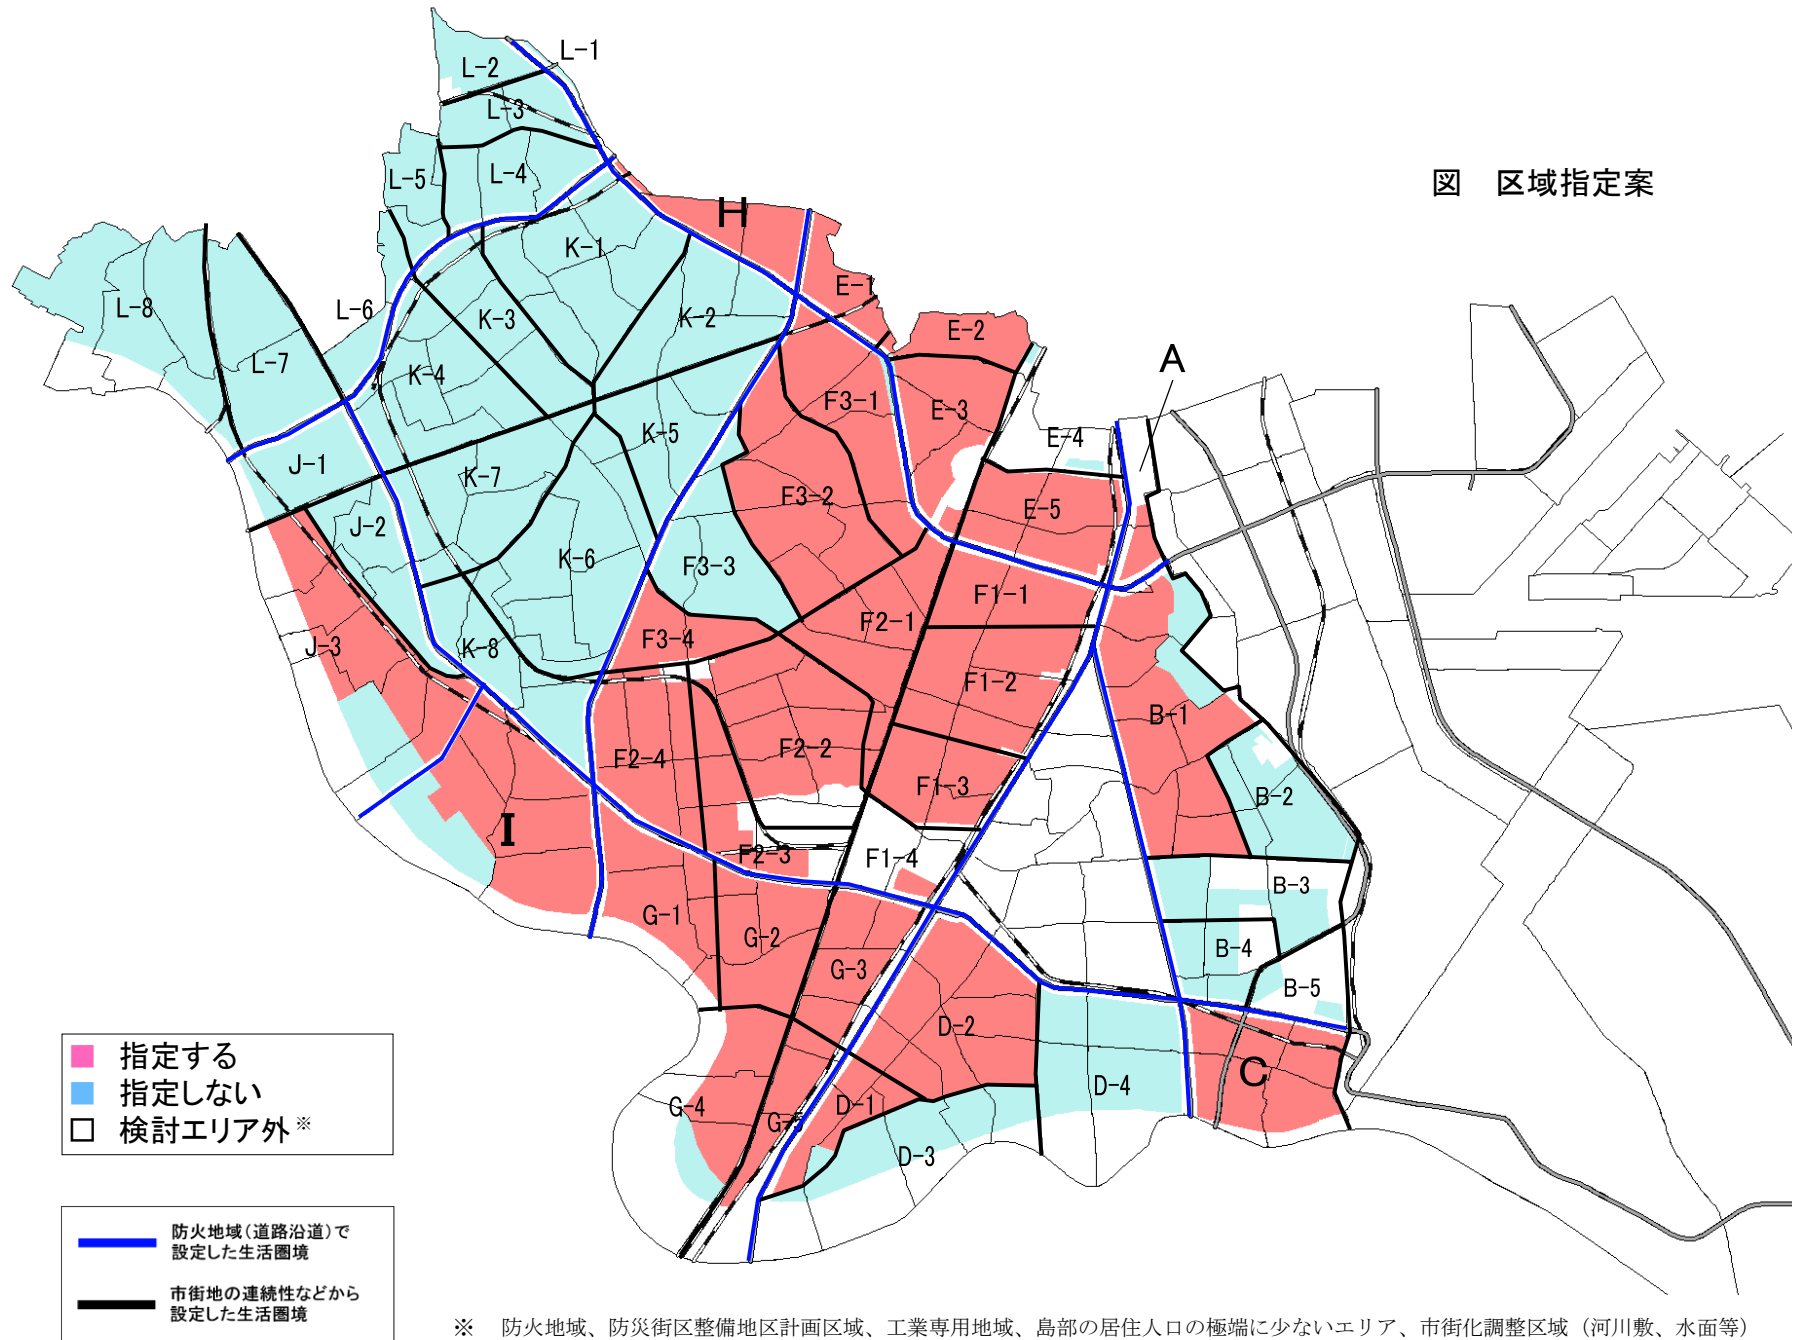 L-1
L-2
L-3
L-4
L-5
図　区域指定案
H
K-1
E-1
L-8
L-6
K-3
K-2
E-2
L-7
K-4
A
F3-1
E-3
K-5
E-4
J-1
K-7
F3-2
E-5
J-2
K-6
F3-3
F1-1
F2-1
F3-4
J-3
K-8
F1-2
B-1
F2-4
F2-2
F1-3
B-2
I
F2-3
F1-4
B-3
G-1
G-2
B-4
G-3
B-5
D-2
C
D-4
G-4
D-1
G-5
D-3
指定する
指定しない
検討エリア外※
防火地域(道路沿道)で
設定した生活圏境
市街地の連続性などから
設定した生活圏境
※　防火地域、防災街区整備地区計画区域、工業専用地域、島部の居住人口の極端に少ないエリア、市街化調整区域（河川敷、水面等）